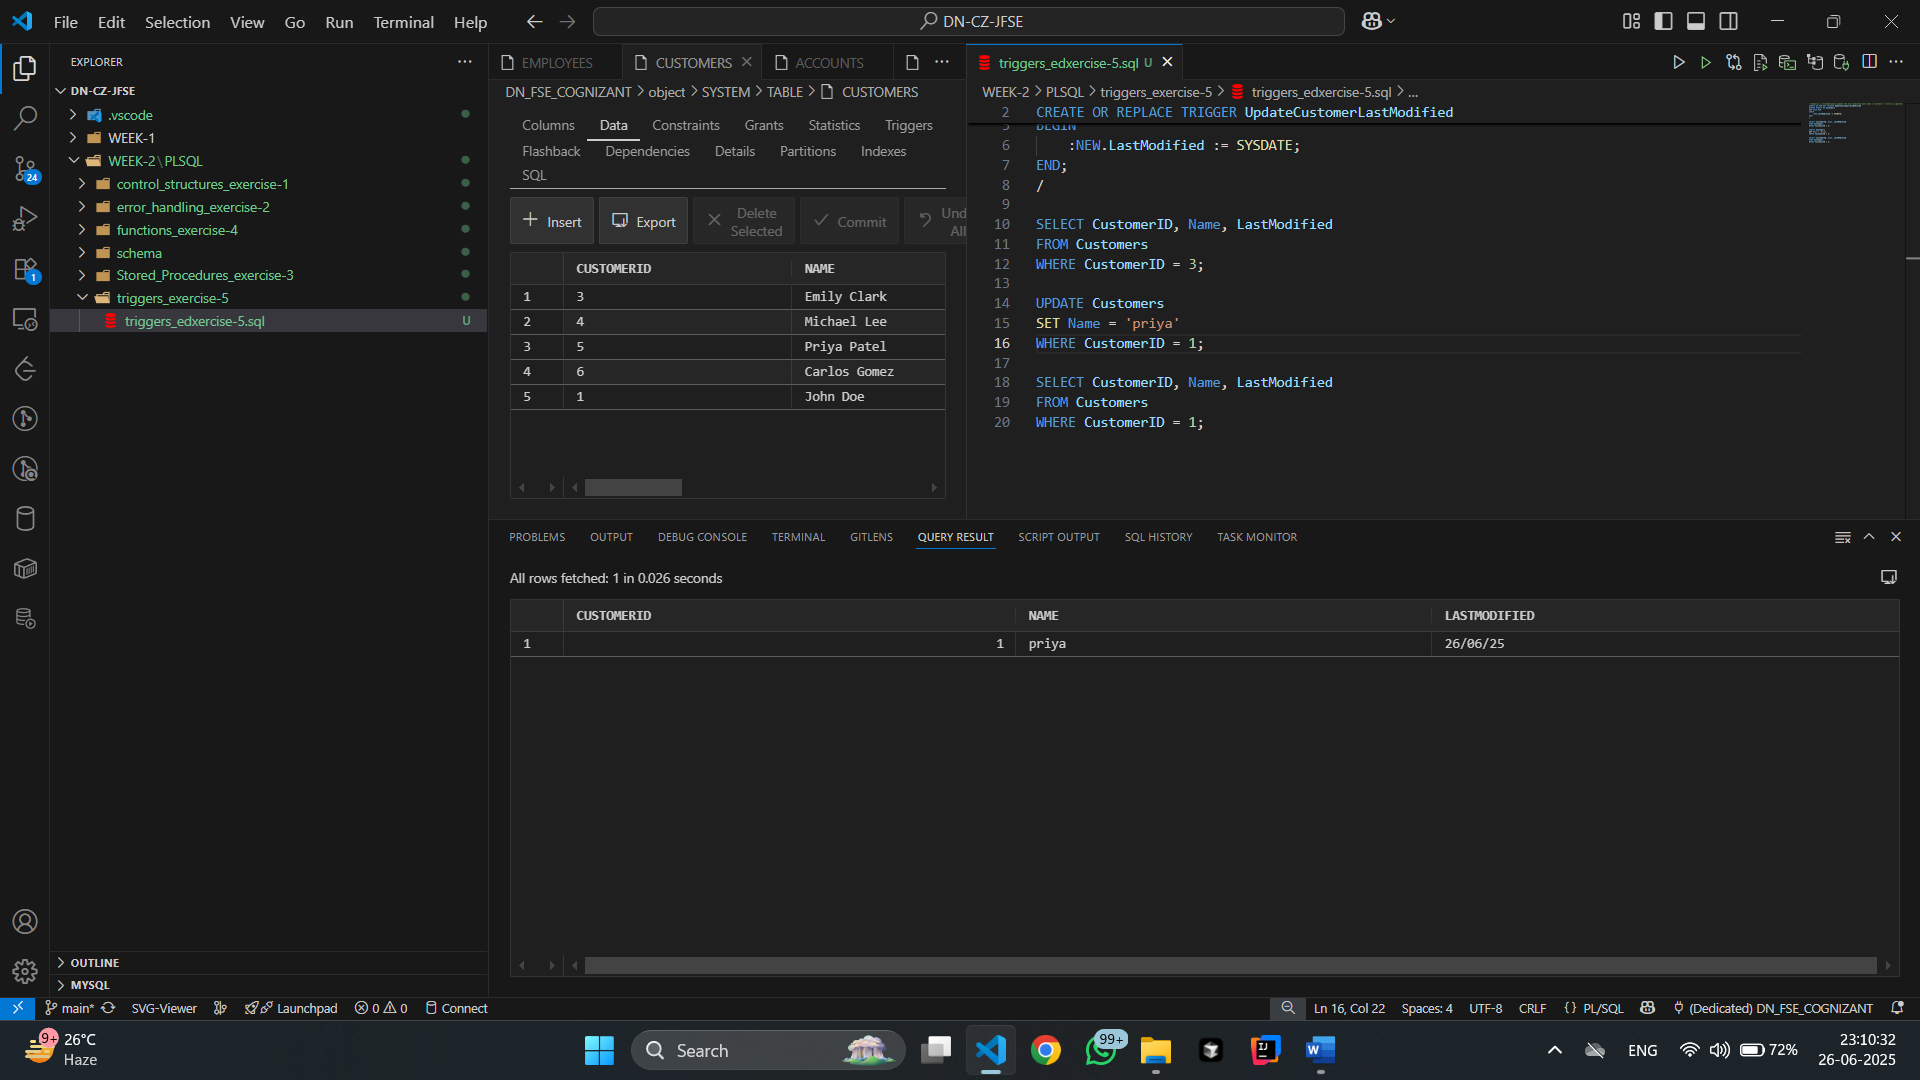 File Edit Selection View Go Run Terminal Help
DN-CZ-JFSE
EXPLORER
DN-CZ-JFSE
.vscode
WEEK-1
WEEK-2\PLSQL
control_structures_exercise-1
error_handling_exercise-2
functions_exercise-4
schema
Stored_Procedures_exercise-3
triggers_exercise-5
triggers_edxercise-5.sql U
OUTLINE
MYSQL
24
1
EMPLOYEES CUSTOMERS ACCOUNTS
DN_FSE_COGNIZANT > object > SYSTEM > TABLE > CUSTOMERS
Columns Data Constraints Grants Statistics Triggers
Flashback Dependencies Details Partitions Indexes
SQL
Insert Export Delete Selected Commit Und All
CUSTOMERID NAME
1 3 Emily Clark
2 4 Michael Lee
3 5 Priya Patel
4 6 Carlos Gomez
5 1 John Doe
triggers_edxercise-5.sql U
WEEK-2 > PLSQL > triggers_exercise-5 > triggers_edxercise-5.sql > ...
2 CREATE OR REPLACE TRIGGER UpdateCustomerLastModified
5 BEGIN
6 :NEW.LastModified := SYSDATE;
7 END;
8 /
9
10 SELECT CustomerID, Name, LastModified
11 FROM Customers
12 WHERE CustomerID = 3;
13
14 UPDATE Customers
15 SET Name = 'priya'
16 WHERE CustomerID = 1;
17
18 SELECT CustomerID, Name, LastModified
19 FROM Customers
20 WHERE CustomerID = 1;
PROBLEMS OUTPUT DEBUG CONSOLE TERMINAL GITLENS QUERY RESULT SCRIPT OUTPUT SQL HISTORY TASK MONITOR
All rows fetched: 1 in 0.026 seconds
CUSTOMERID NAME LASTMODIFIED
1 1 priya 26/06/25
main* SVG-Viewer Launchpad 0 0 Connect
Ln 16, Col 22 Spaces: 4 UTF-8 CRLF {} PL/SQL (Dedicated) DN_FSE_COGNIZANT
9+ 26°C
Haze
Search
99+
ENG
72%
23:10:32
26-06-2025